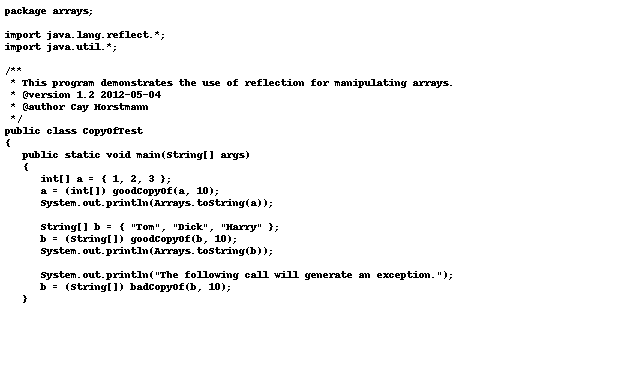 package arrays;
import java.lang.reflect.*;
import java.util.*;
/**
* This program demonstrates the use of reflection for manipulating arrays.
* @version 1.2 2012-05-04
* @author Cay Horstmann
*/
public class CopyOfTest
{
public static void main(String[] args)
{
int[] a = { 1, 2, 3 };
a = (int[]) goodCopyOf(a, 10);
System.out.println(Arrays.toString(a));
String[] b = { "Tom", "Dick", "Harry" };
b = (String[]) goodCopyOf(b, 10);
System.out.println(Arrays.toString(b));
System.out.println("The following call will generate an exception.");
b = (String[]) badCopyOf(b, 10);
}